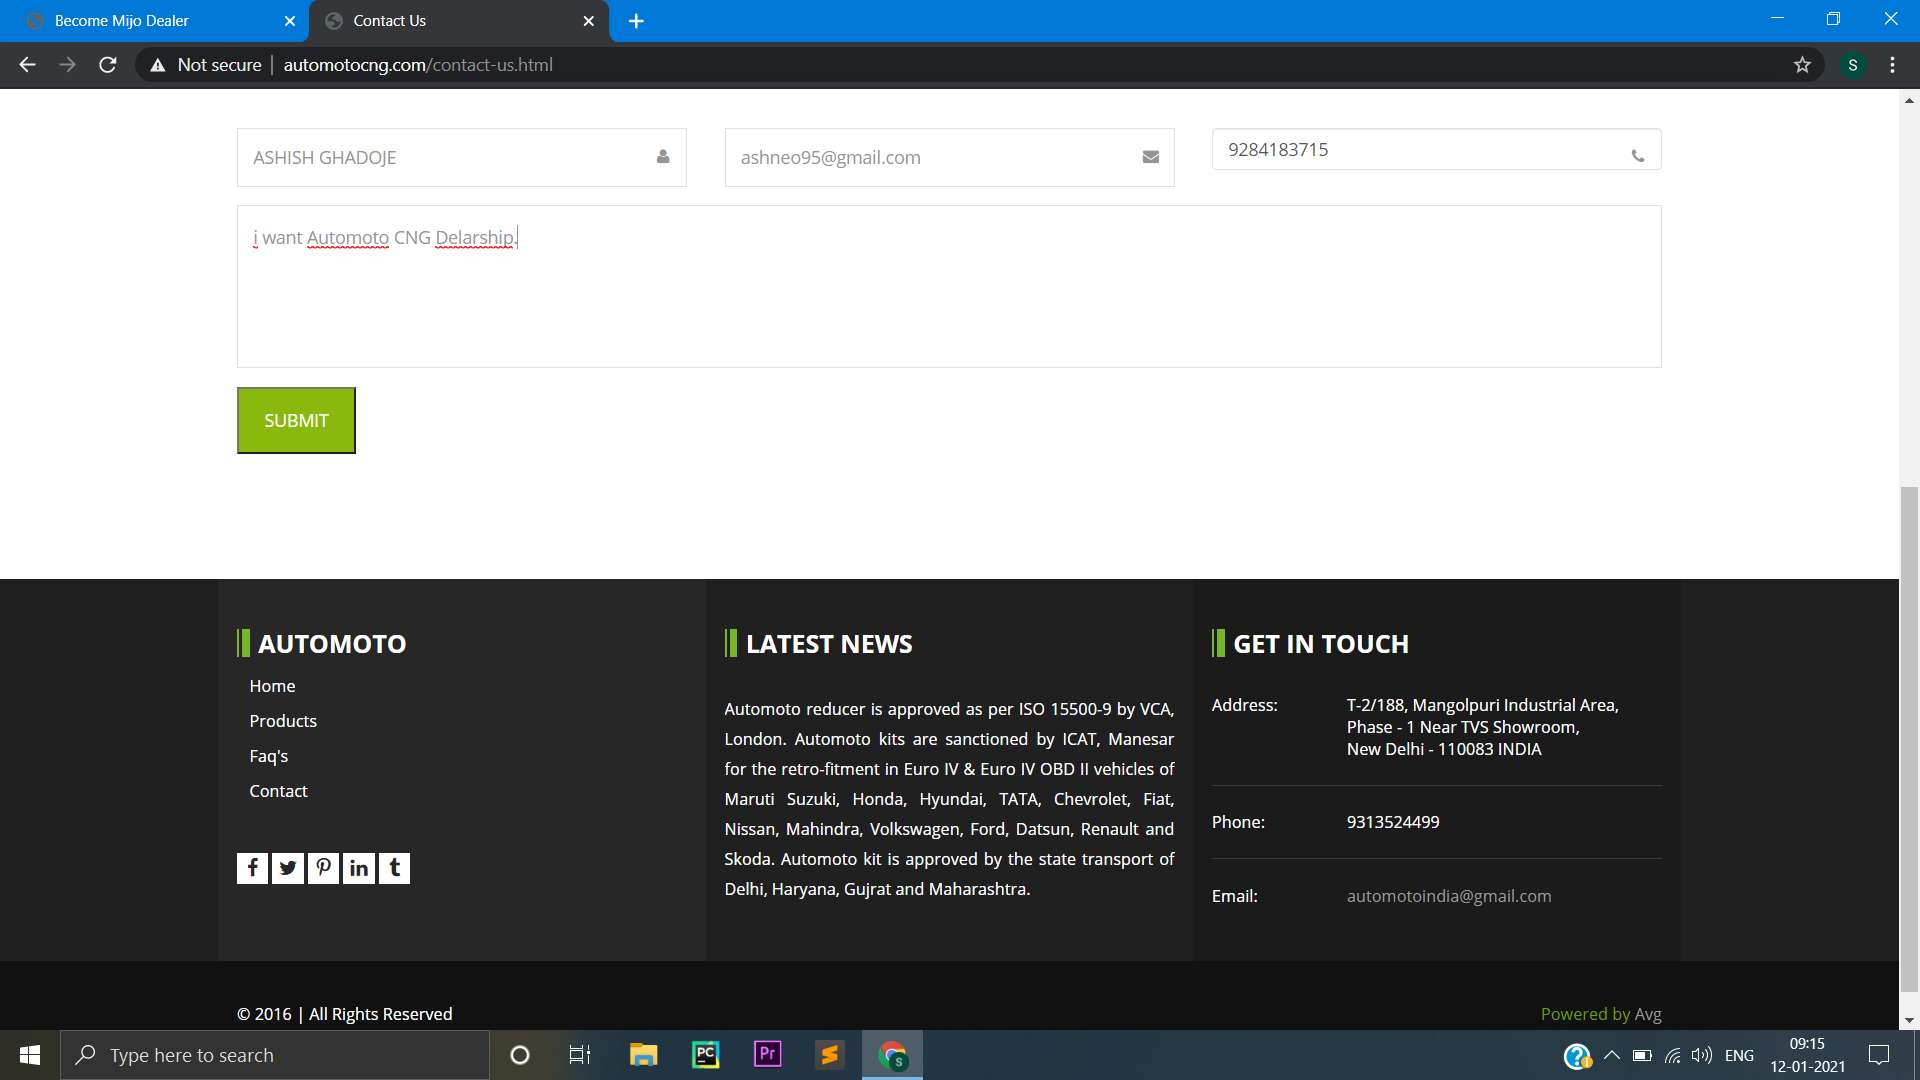 Become Mijo Dealer
Contact Us
Not secure | automotocng.com/contact-us.html
S
ASHISH GHADOJE
ashneo95@gmail.com
9284183715
i want Automoto CNG Delarship.
SUBMIT
AUTOMOTO
Home
Products
Faq's
Contact
LATEST NEWS
Automoto reducer is approved as per ISO 15500-9 by VCA,
London. Automoto kits are sanctioned by ICAT, Manesar
for the retro-fitment in Euro IV & Euro IV OBD II vehicles of
Maruti Suzuki, Honda, Hyundai, TATA, Chevrolet, Fiat,
Nissan, Mahindra, Volkswagen, Ford, Datsun, Renault and
Skoda. Automoto kit is approved by the state transport of
Delhi, Haryana, Gujrat and Maharashtra.
GET IN TOUCH
Address: T-2/188, Mangolpuri Industrial Area,
Phase - 1 Near TVS Showroom,
New Delhi - 110083 INDIA
Phone: 9313524499
Email: automotoindia@gmail.com
© 2016 | All Rights Reserved
Powered by Avg
Type here to search
PC
Pr
S
ENG
09:15
12-01-2021